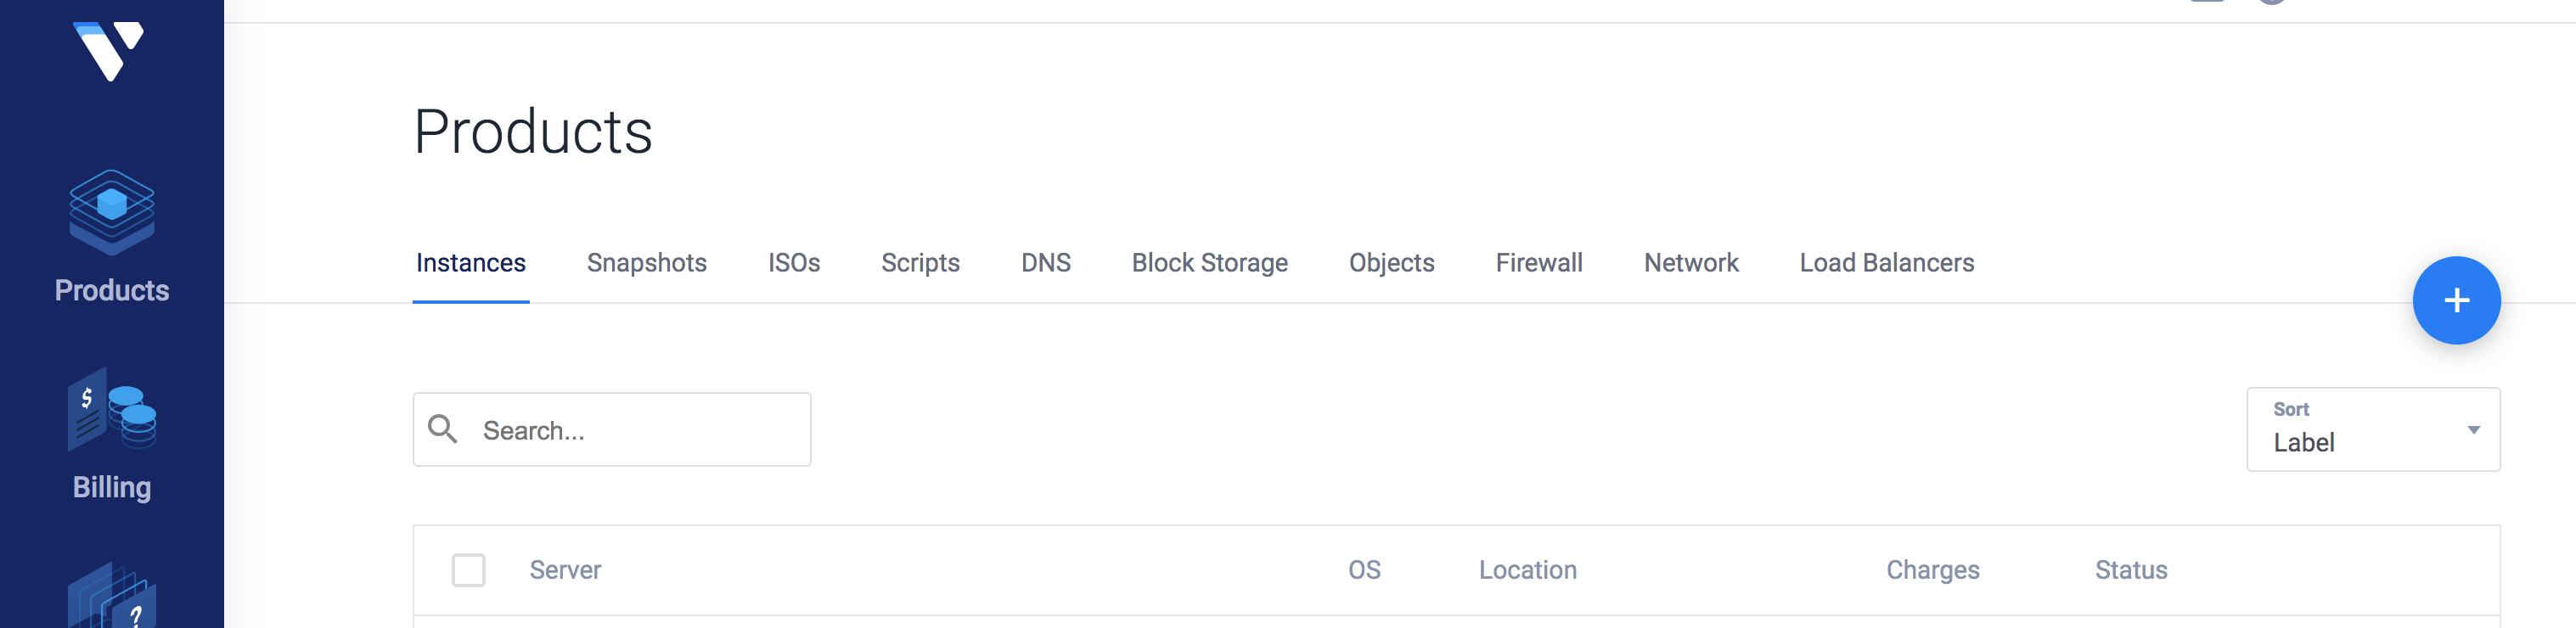 Products
Billing
Products
Instances Snapshots ISOs Scripts DNS Block Storage Objects Firewall Network Load Balancers
+
Search...
Sort
Label
Server OS Location Charges Status
$
?